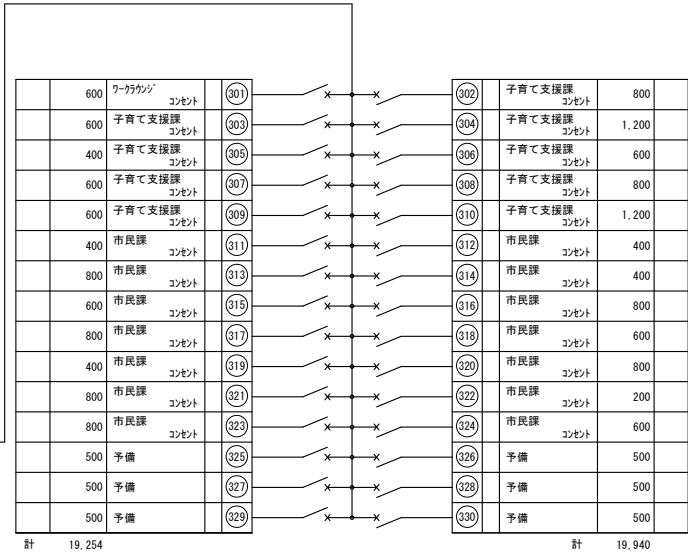 600 ワークラウンジ コンセント 301 302 子育て支援課 コンセント 800
600 子育て支援課 コンセント 303 304 子育て支援課 コンセント 1,200
400 子育て支援課 コンセント 305 306 子育て支援課 コンセント 600
600 子育て支援課 コンセント 307 308 子育て支援課 コンセント 800
600 子育て支援課 コンセント 309 310 子育て支援課 コンセント 1,200
400 市民課 コンセント 311 312 市民課 コンセント 400
800 市民課 コンセント 313 314 市民課 コンセント 400
600 市民課 コンセント 315 316 市民課 コンセント 800
800 市民課 コンセント 317 318 市民課 コンセント 600
400 市民課 コンセント 319 320 市民課 コンセント 800
800 市民課 コンセント 321 322 市民課 コンセント 200
800 市民課 コンセント 323 324 市民課 コンセント 600
500 予備 325 326 予備 500
500 予備 327 328 予備 500
500 予備 329 330 予備 500
計 19,254 計 19,940